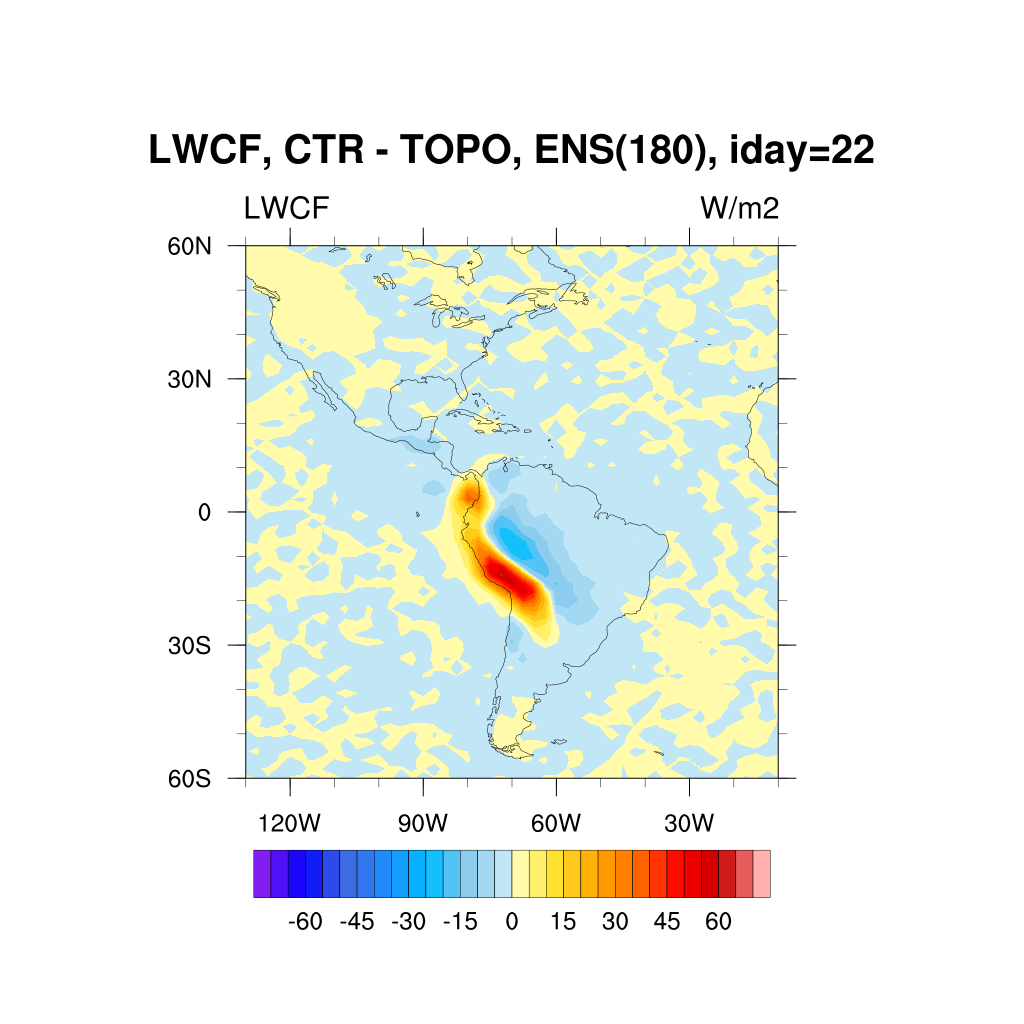 LWCF, CTR - TOPO, ENS(180), iday=22
LWCF W/m2
60N
30N
0
30S
60S
120W 90W 60W 30W
-60 -45 -30 -15 0 15 30 45 60